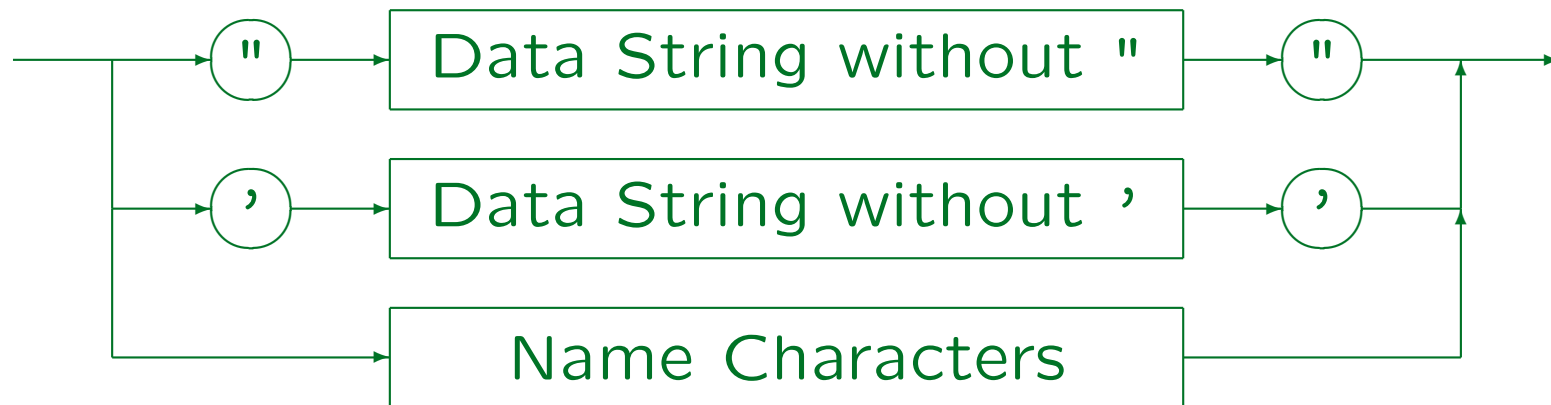 " Data String without " "
’ Data String without ’ ’
Name Characters